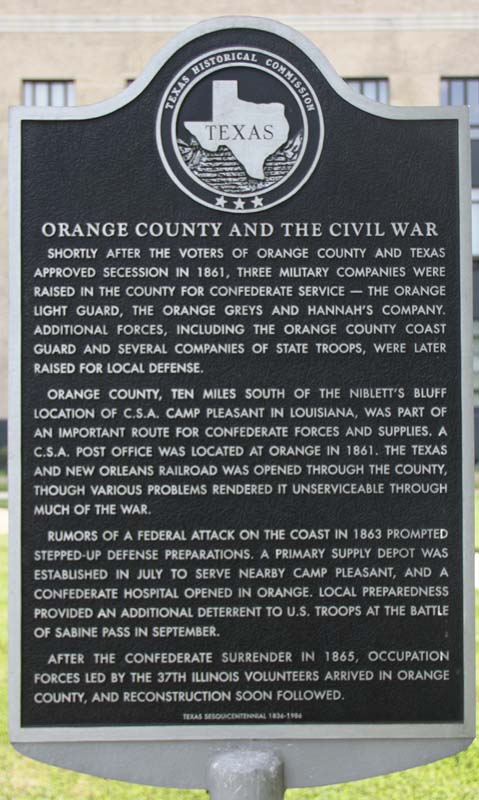 TEXAS HISTORICAL COMMISSION
TEXAS
ORANGE COUNTY AND THE CIVIL WAR
SHORTLY AFTER THE VOTERS OF ORANGE COUNTY AND TEXAS
APPROVED SECESSION IN 1861, THREE MILITARY COMPANIES WERE
RAISED IN THE COUNTY FOR CONFEDERATE SERVICE — THE ORANGE
LIGHT GUARD, THE ORANGE GREYS AND HANNAH'S COMPANY.
ADDITIONAL FORCES, INCLUDING THE ORANGE COUNTY COAST
GUARD AND SEVERAL COMPANIES OF STATE TROOPS, WERE LATER
RAISED FOR LOCAL DEFENSE.
ORANGE COUNTY, TEN MILES SOUTH OF THE NIBLETT'S BLUFF
LOCATION OF C.S.A. CAMP PLEASANT IN LOUISIANA, WAS PART OF
AN IMPORTANT ROUTE FOR CONFEDERATE FORCES AND SUPPLIES. A
C.S.A. POST OFFICE WAS LOCATED AT ORANGE IN 1861. THE TEXAS
AND NEW ORLEANS RAILROAD WAS OPENED THROUGH THE COUNTY,
THOUGH VARIOUS PROBLEMS RENDERED IT UNSERVICEABLE THROUGH
MUCH OF THE WAR.
RUMORS OF A FEDERAL ATTACK ON THE COAST IN 1863 PROMPTED
STEPPED-UP DEFENSE PREPARATIONS. A PRIMARY SUPPLY DEPOT WAS
ESTABLISHED IN JULY TO SERVE NEARBY CAMP PLEASANT, AND A
CONFEDERATE HOSPITAL OPENED IN ORANGE. LOCAL PREPAREDNESS
PROVIDED AN ADDITIONAL DETERRENT TO U.S. TROOPS AT THE BATTLE
OF SABINE PASS IN SEPTEMBER.
AFTER THE CONFEDERATE SURRENDER IN 1865, OCCUPATION
FORCES LED BY THE 37TH ILLINOIS VOLUNTEERS ARRIVED IN ORANGE
COUNTY, AND RECONSTRUCTION SOON FOLLOWED.
TEXAS SESQUICENTENNIAL 1836-1986